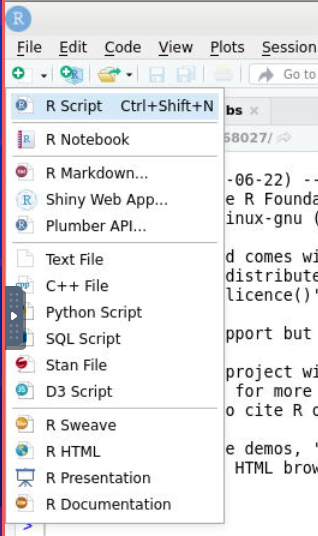 R
File Edit Code View Plots Session
Go to
R Script Ctrl+Shift+N
bs
R Notebook
68027/
R Markdown...
-06-22) --
Shiny Web App...
e R Founda
Plumber API...
inux-gnu (
Text File
d comes wi
C++ File
distribute
licence()'
Python Script
SQL Script
pport but
Stan File
project wi
D3 Script
for more
o cite R o
R Sweave
R HTML
e demos, '
HTML brow
R Presentation
R Documentation
>